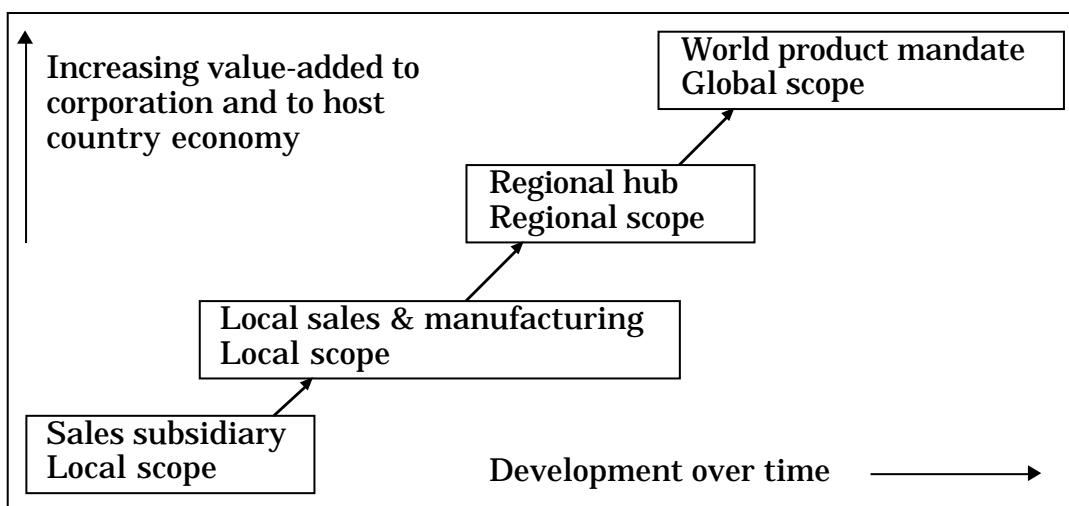 Increasing value-added to
corporation and to host
country economy
World product mandate
Global scope
Regional hub
Regional scope
Local sales & manufacturing
Local scope
Sales subsidiary
Local scope
Development over time